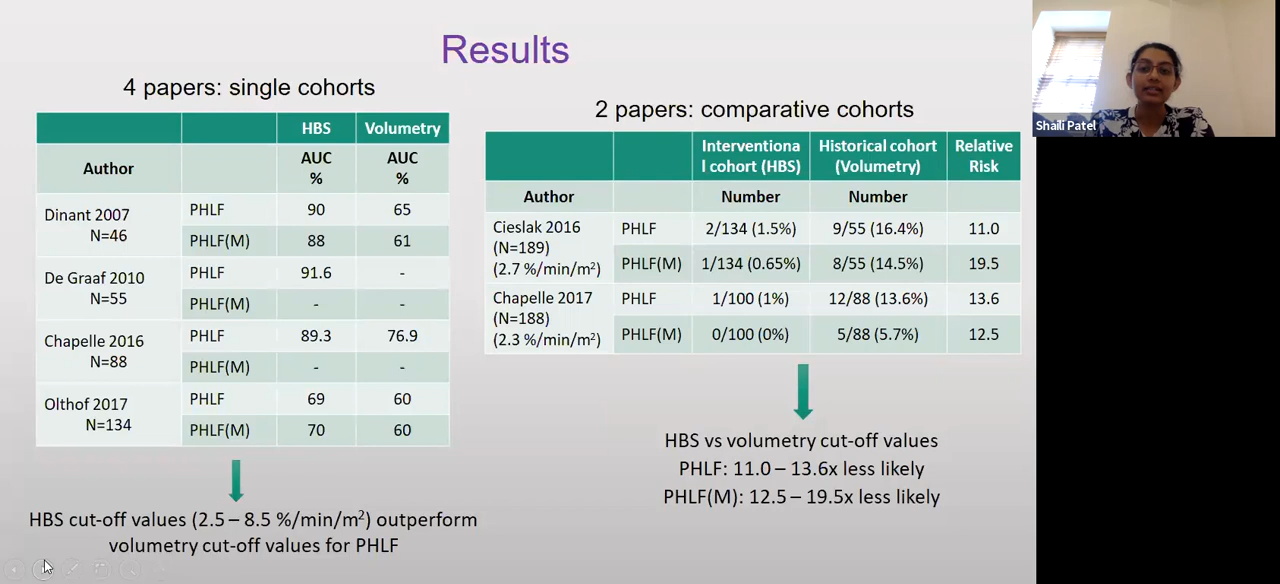 Results
4 papers: single cohorts
HBS Volumetry
Author AUC % AUC %
Dinant 2007 N=46 PHLF 90 65
PHLF(M) 88 61
De Graaf 2010 N=55 PHLF 91.6 -
PHLF(M) - -
Chapelle 2016 N=88 PHLF 89.3 76.9
PHLF(M) - -
Olthof 2017 N=134 PHLF 69 60
PHLF(M) 70 60
HBS cut-off values (2.5 – 8.5 %/min/m²) outperform
volumetry cut-off values for PHLF
2 papers: comparative cohorts
Interventiona
l cohort (HBS) Historical cohort
(Volumetry) Relative
Risk
Author Number Number
Cieslak 2016 (N=189) (2.7 %/min/m²) PHLF 2/134 (1.5%) 9/55 (16.4%) 11.0
PHLF(M) 1/134 (0.65%) 8/55 (14.5%) 19.5
Chapelle 2017 (N=188) (2.3 %/min/m²) PHLF 1/100 (1%) 12/88 (13.6%) 13.6
PHLF(M) 0/100 (0%) 5/88 (5.7%) 12.5
HBS vs volumetry cut-off values
PHLF: 11.0 – 13.6x less likely
PHLF(M): 12.5 – 19.5x less likely
Shaili Patel